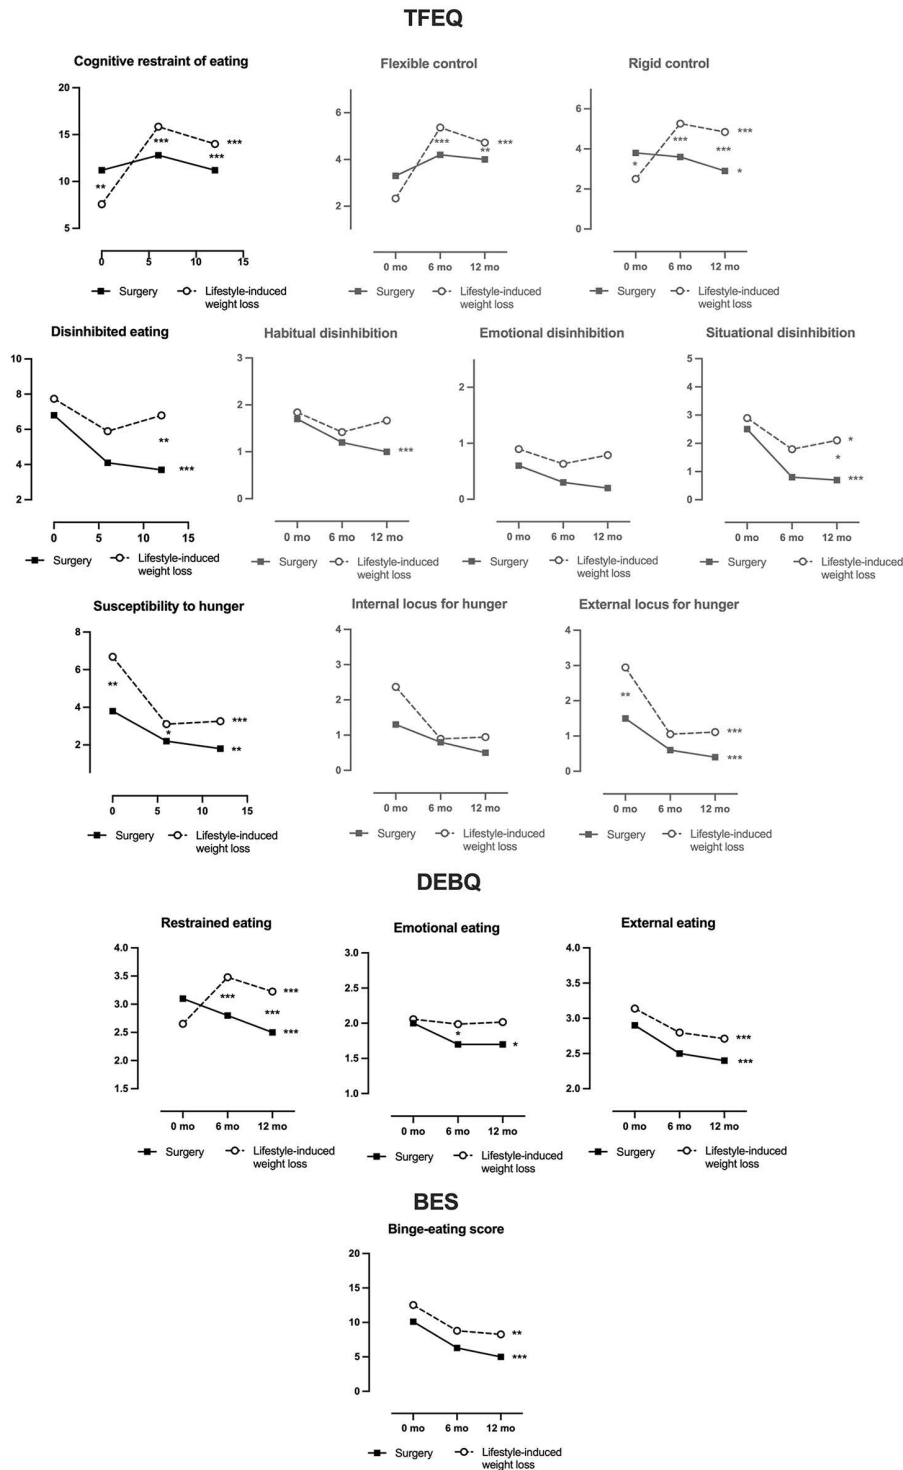 TFEQ
Cognitive restraint of eating
20
15
10
5
**
***
***
***
0 5 10 15
Surgery
Lifestyle-induced
weight loss
Flexible control
6
4
2
***
**
***
0 mo 6 mo 12 mo
Surgery
Lifestyle-induced
weight loss
Rigid control
6
4
2
0
*
***
***
***
*
0 mo 6 mo 12 mo
Surgery
Lifestyle-induced
weight loss
Disinhibited eating
10
8
6
4
2
**
***
0 5 10 15
Surgery
Lifestyle-induced
weight loss
Habitual disinhibition
3
2
1
0
***
0 mo 6 mo 12 mo
Surgery
Lifestyle-induced
weight loss
Emotional disinhibition
2
1
0
0 mo 6 mo 12 mo
Surgery
Lifestyle-induced
weight loss
Situational disinhibition
5
4
3
2
1
0
*
*
***
0 mo 6 mo 12 mo
Surgery
Lifestyle-induced
weight loss
Susceptibility to hunger
8
6
4
2
**
*
***
**
0 5 10 15
Surgery
Lifestyle-induced
weight loss
Internal locus for hunger
4
3
2
1
0
0 mo 6 mo 12 mo
Surgery
Lifestyle-induced
weight loss
External locus for hunger
4
3
2
1
0
**
***
***
0 mo 6 mo 12 mo
Surgery
Lifestyle-induced
weight loss
DEBQ
Restrained eating
4.0
3.5
3.0
2.5
2.0
1.5
***
***
***
***
0 mo 6 mo 12 mo
Surgery
Lifestyle-induced
weight loss
Emotional eating
3.0
2.5
2.0
1.5
1.0
*
*
0 mo 6 mo 12 mo
Surgery
Lifestyle-induced
weight loss
External eating
4.0
3.5
3.0
2.5
2.0
***
***
0 mo 6 mo 12 mo
Surgery
Lifestyle-induced
weight loss
BES
Binge-eating score
20
15
10
5
0
**
***
0 mo 6 mo 12 mo
Surgery
Lifestyle-induced
weight loss